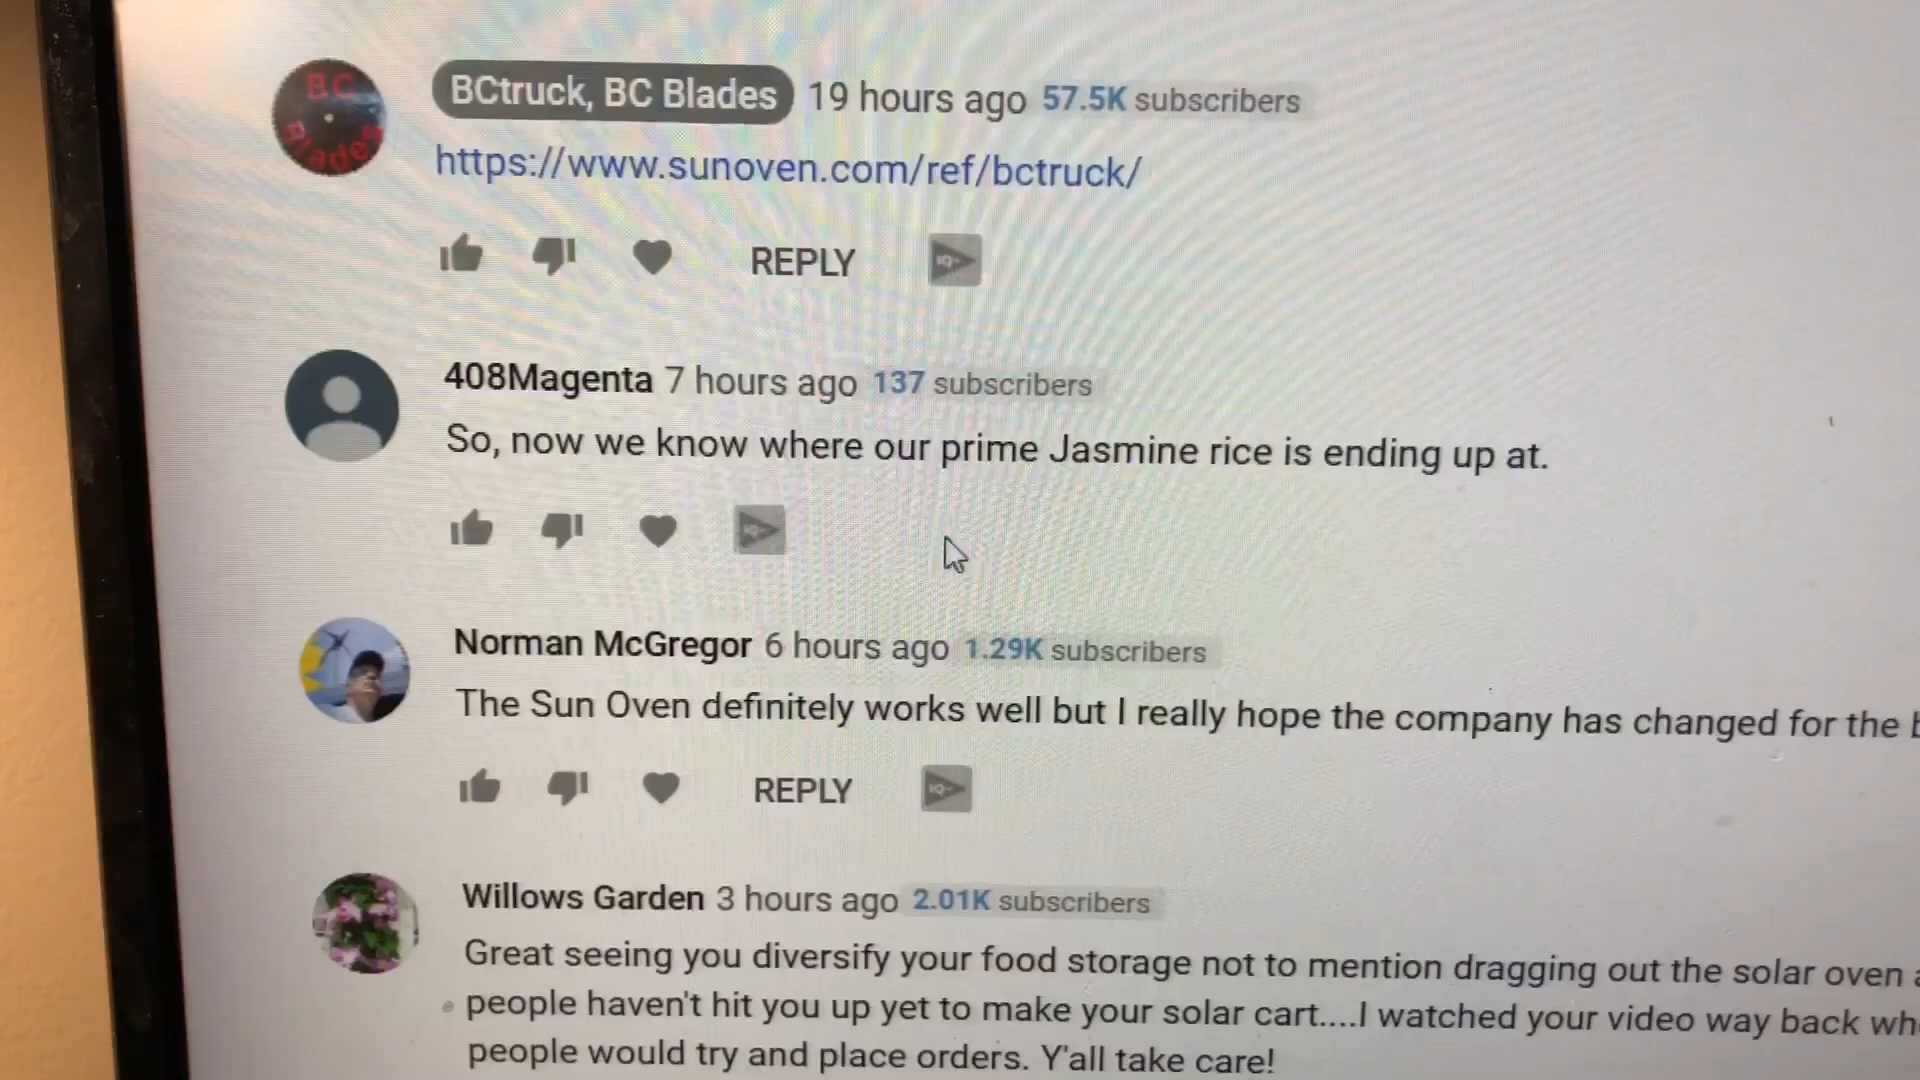 BC
Blades
BCtruck, BC Blades 19 hours ago 57.5K subscribers
https://www.sunoven.com/ref/bctruck/
REPLY
408Magenta 7 hours ago 137 subscribers
So, now we know where our prime Jasmine rice is ending up at.
Norman McGregor 6 hours ago 1.29K subscribers
The Sun Oven definitely works well but I really hope the company has changed for the
REPLY
Willows Garden 3 hours ago 2.01K subscribers
Great seeing you diversify your food storage not to mention dragging out the solar oven
people haven't hit you up yet to make your solar cart....I watched your video way back
people would try and place orders. Y'all take care!